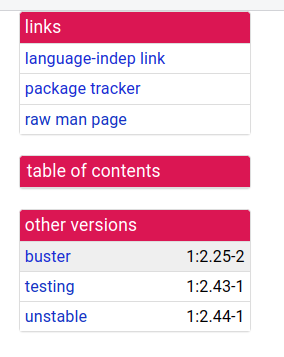 links
language-indep link
package tracker
raw man page
table of contents
other versions
buster 1:2.25-2
testing 1:2.43-1
unstable 1:2.44-1